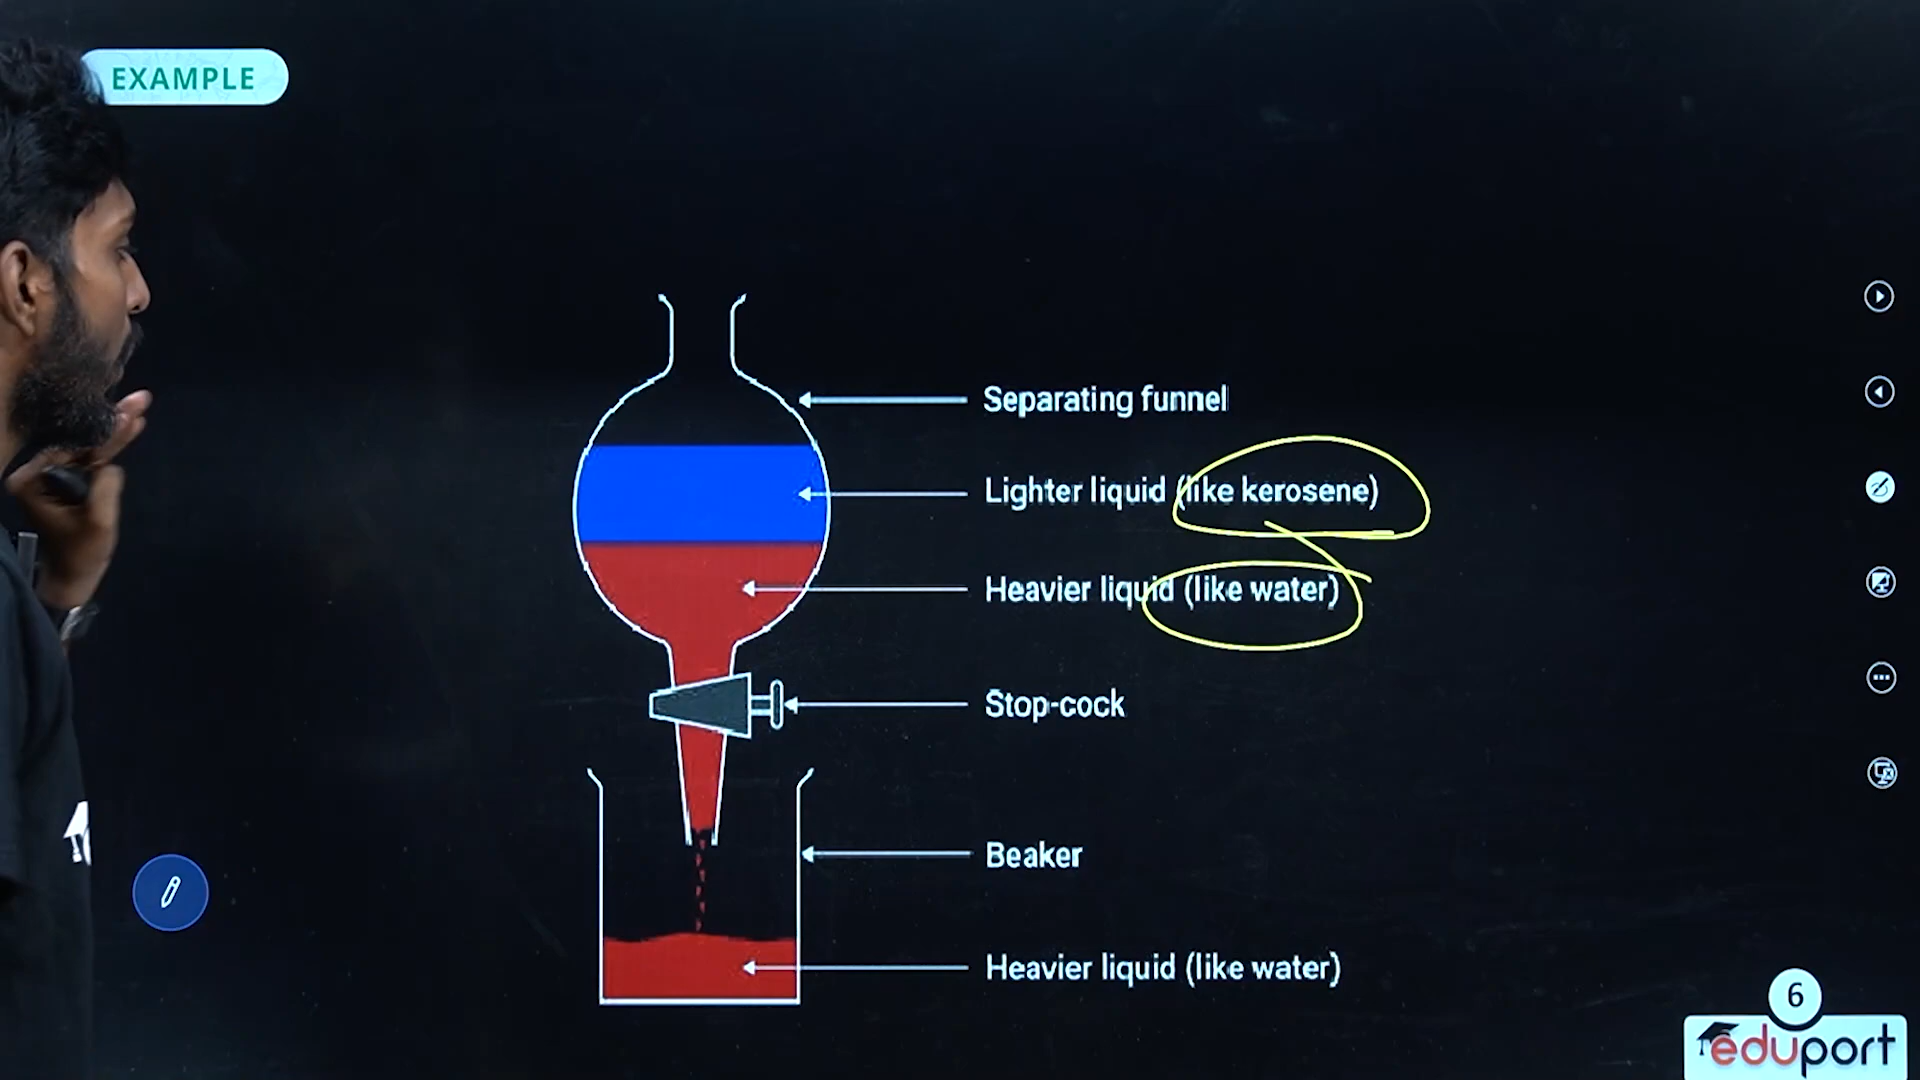 EXAMPLE
Separating funnel
Lighter liquid (like kerosene)
Heavier liquid (like water)
Stop-cock
Beaker
Heavier liquid (like water)
6
eduport